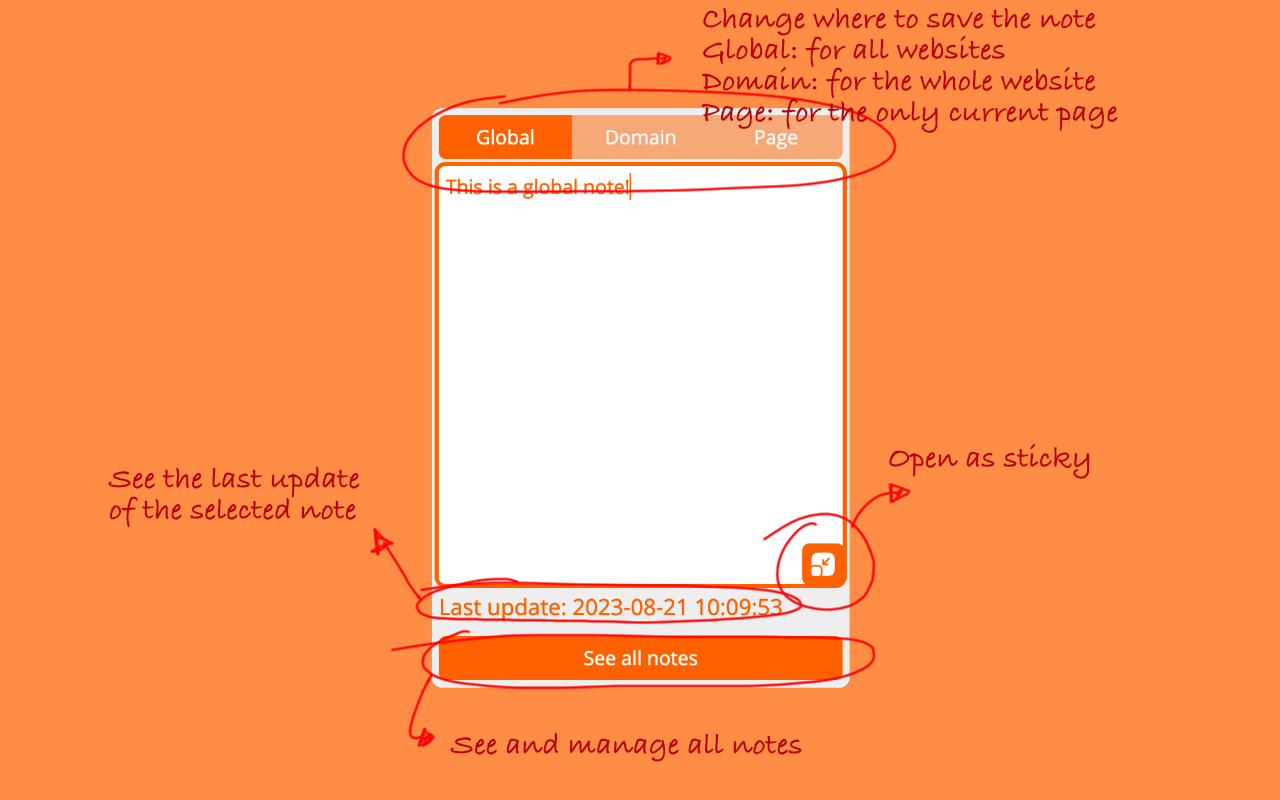 Change where to save the note
Global: for all websites
Domain: for the whole website
Page: for the only current page
Global Domain Page
This is a global note!
Open as sticky
See the last update
of the selected note
Last update: 2023-08-21 10:09:53
See all notes
See and manage all notes